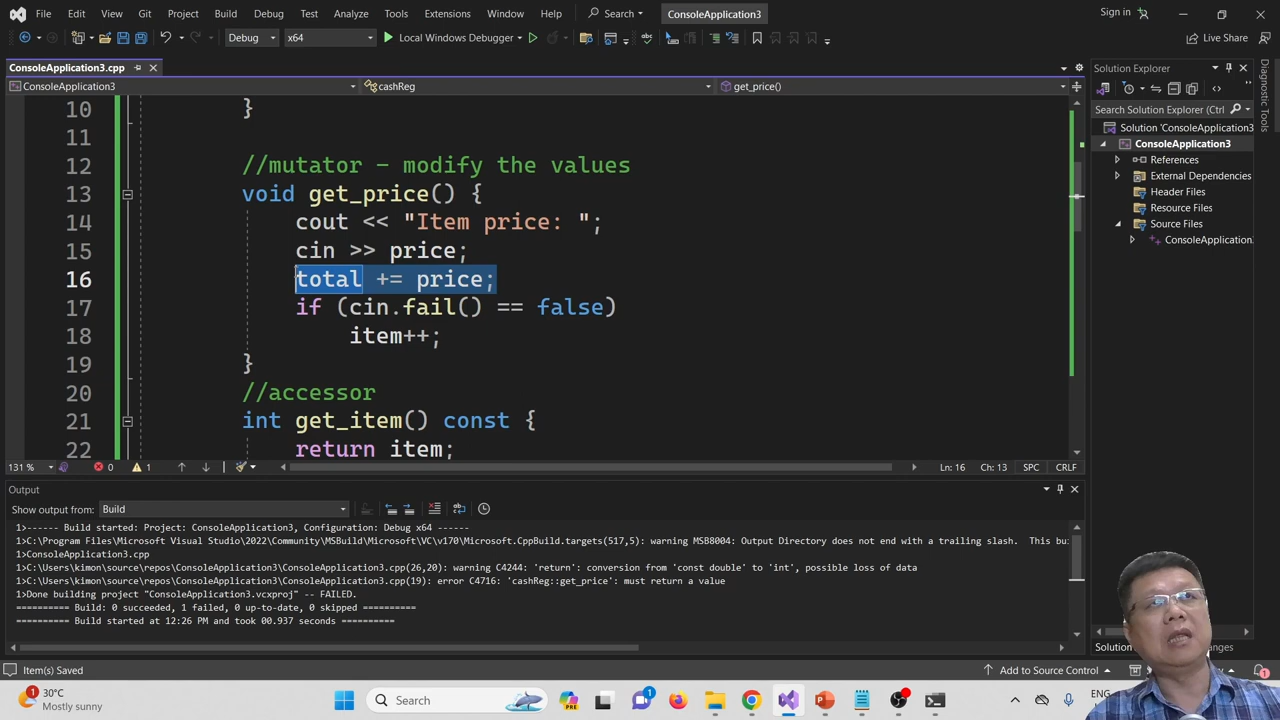 File Edit View Git Project Build Debug Test Analyze Tools Extensions Window Help Search ConsoleApplication3 Sign in
Debug x64 Local Windows Debugger Live Share
ConsoleApplication3.cpp
ConsoleApplication3 cashReg get_price()
Solution Explorer
Search Solution Explorer (Ctrl
Solution 'ConsoleApplication3'
ConsoleApplication3
References
External Dependencies
Header Files
Resource Files
Source Files
ConsoleApplication.
Diagnostic Tools
10 }
11
12 //mutator - modify the values
13 void get_price() {
14 cout << "Item price: ";
15 cin >> price;
16 total += price;
17 if (cin.fail() == false)
18 item++;
19 }
20 //accessor
21 int get_item() const {
22 return item;
131 % 0 1 Ln: 16 Ch: 13 SPC CRLF
Output
Show output from: Build
1>------ Build started: Project: ConsoleApplication3, Configuration: Debug x64 ------
1>C:\Program Files\Microsoft Visual Studio\2022\Community\MSBuild\Microsoft\VC\v170\Microsoft.CppBuild.targets(517,5): warning MSB8004: Output Directory does not end with a trailing slash. This bu
1>ConsoleApplication3.cpp
1>C:\Users\kimon\source\repos\ConsoleApplication3\ConsoleApplication3.cpp(26,20): warning C4244: 'return': conversion from 'const double' to 'int', possible loss of data
1>C:\Users\kimon\source\repos\ConsoleApplication3\ConsoleApplication3.cpp(19): error C4716: 'cashReg::get_price': must return a value
1>Done building project "ConsoleApplication3.vcxproj" -- FAILED.
========== Build: 0 succeeded, 1 failed, 0 up-to-date, 0 skipped ==========
========== Build started at 12:26 PM and took 00.937 seconds ==========
Item(s) Saved Add to Source Control
30°C
Mostly sunny
Search
ENG